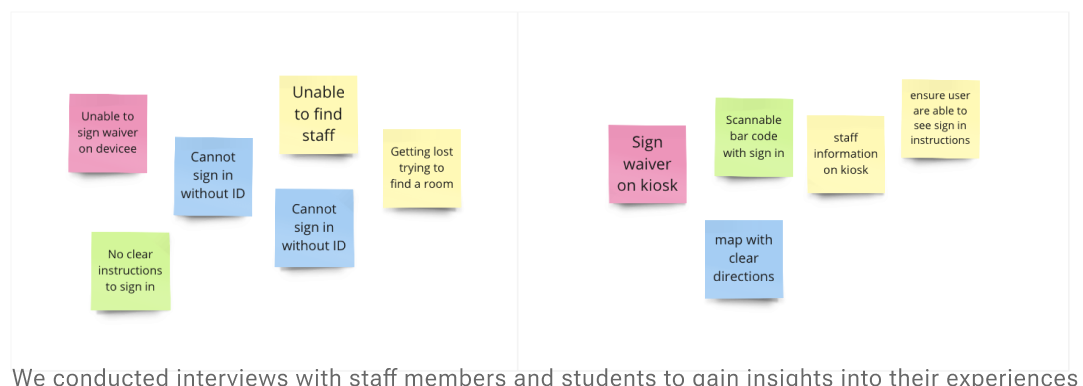 Unable to
sign waiver
on devicee
Cannot
sign in
without ID
Unable
to find
staff
Getting lost
trying to
find a room
Cannot
sign in
without ID
No clear
instructions
to sign in
Sign
waiver
on kiosk
Scannable
bar code
with sign in
staff
information
on kiosk
ensure user
are able to
see sign in
instructions
map with
clear
directions
We conducted interviews with staff members and students to gain insights into their experiences